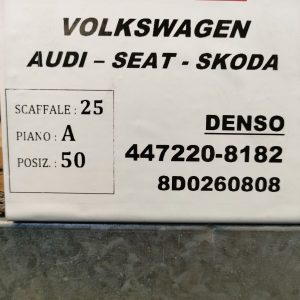 VOLKSWAGEN
AUDI – SEAT - SKODA
SCAFFALE : 25
PIANO : A
POSIZ. : 50
DENSO
447220-8182
8D0260808